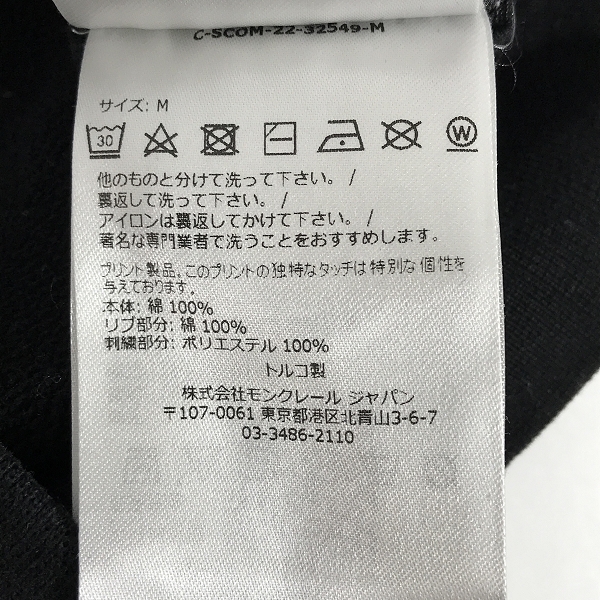 C-SCOM-22-32549-M
サイズ: M
30
W
他のものと分けて洗って下さい。 /
裏返して洗って下さい。 /
アイロンは裏返してかけて下さい。 /
著名な専門業者で洗うことをおすすめします。
プリント製品。このプリントの独特なタッチは特別な個性を
与えております。
本体: 綿 100%
リブ部分: 綿 100%
刺繍部分: ポリエステル 100%
トルコ製
株式会社モンクレール ジャパン
〒107-0061 東京都港区北青山3-6-7
03-3486-2110